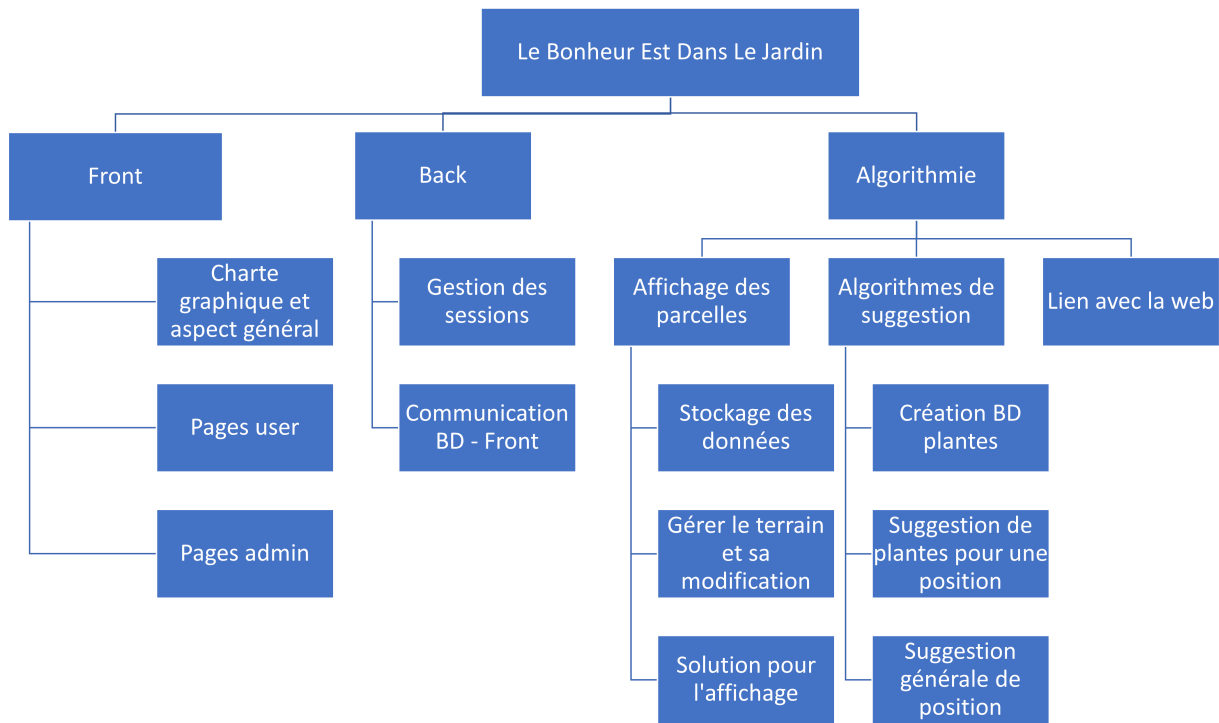 Le Bonheur Est Dans Le Jardin
Front
Back
Algorithmie
Charte
graphique et
aspect général
Gestion des
sessions
Affichage des
parcelles
Algorithmes de
suggestion
Lien avec la web
Pages user
Communication
BD - Front
Stockage des
données
Création BD
plantes
Pages admin
Gérer le terrain
et sa
modification
Suggestion de
plantes pour une
position
Solution pour
l'affichage
Suggestion
générale de
position